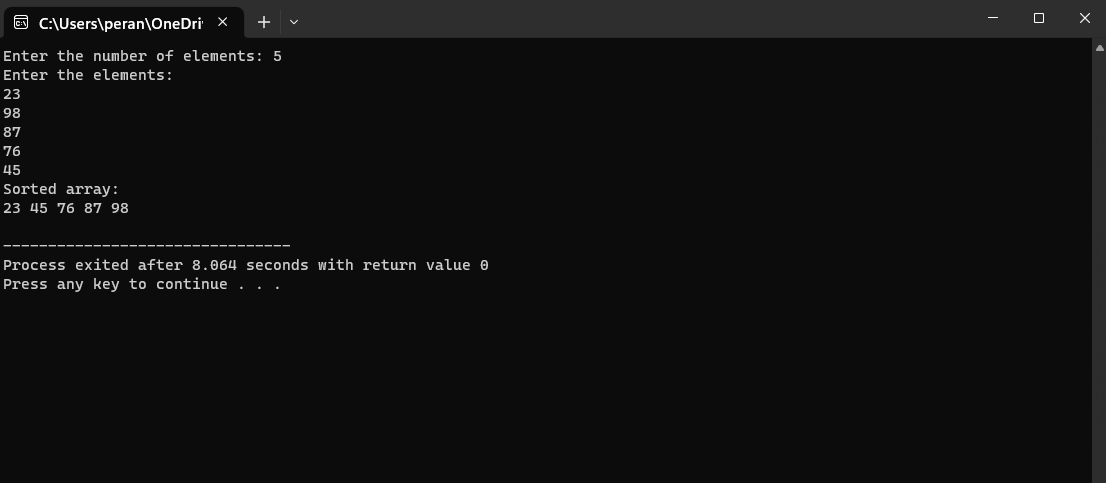 C:\Users\peran\OneDri
Enter the number of elements: 5
Enter the elements:
23
98
87
76
45
Sorted array:
23 45 76 87 98
--------------------------------
Process exited after 8.064 seconds with return value 0
Press any key to continue . . .